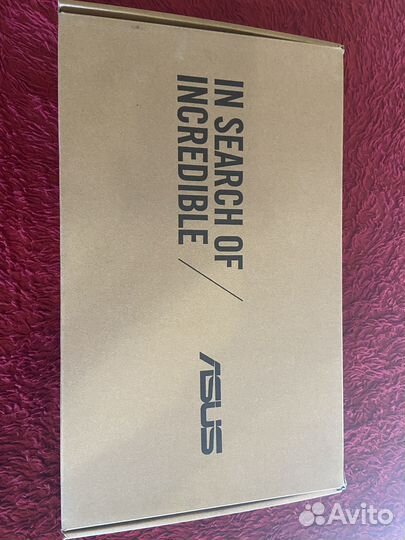 IN SEARCH OF
INCREDIBLE /
ASUS
Avito